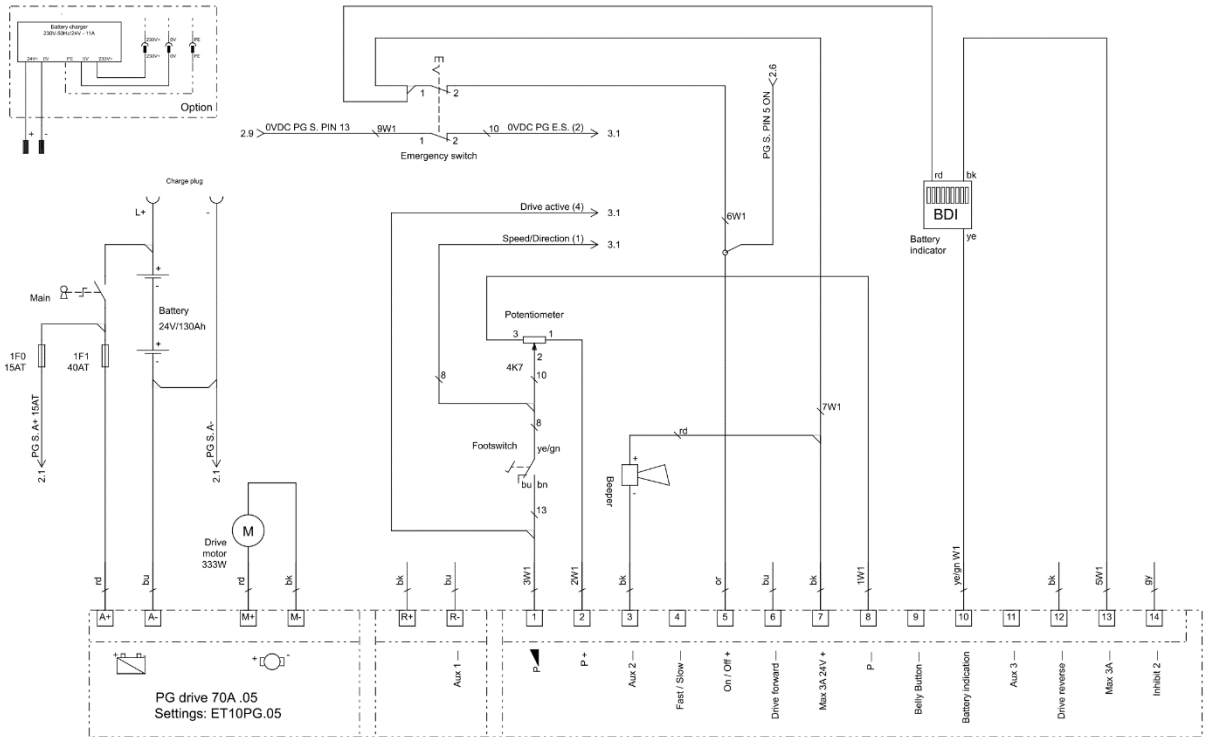 Battery charger
230V-50Hz/24V - 11A
24V+ 0V PE 0V 230V+
230V+ 0V PE
230V+ 0V PE
Option
+ -
E
1 2
2.6
PG S. PIN 5 ON
2.9 0VDC PG S. PIN 13 9W1 1 2 10 0VDC PG E.S. (2) 3.1
Emergency switch
Charge plug
L+ -
Drive active (4) 3.1
Speed/Direction (1) 3.1
6W1
rd bk
BDI
ye
Battery
indicator
+
-
Main
Battery
24V/130Ah
+
-
1F0
15AT
1F1
40AT
PG S. A+ 15AT
2.1
PG S. A-
2.1
Potentiometer
3 1
2
4K7
10
8
8
Footswitch
ye/gn
bu bn
13
7W1
rd
+
-
Beeper
M
Drive
motor
333W
rd bu rd bk bk bu 3W1 2W1 bk or bu bk 1W1 ye/gn W1 bk 5W1 gy
A+ A- M+ M- R+ R- 1 2 3 4 5 6 7 8 9 10 11 12 13 14
+ -
+ -
Aux 1 —
P
P +
Aux 2 —
Fast / Slow —
On / Off +
Drive forward —
Max 3A 24V +
P —
Belly Button —
Battery indication
Aux 3 —
Drive reverse —
Max 3A—
Inhibit 2 —
PG drive 70A .05
Settings: ET10PG.05